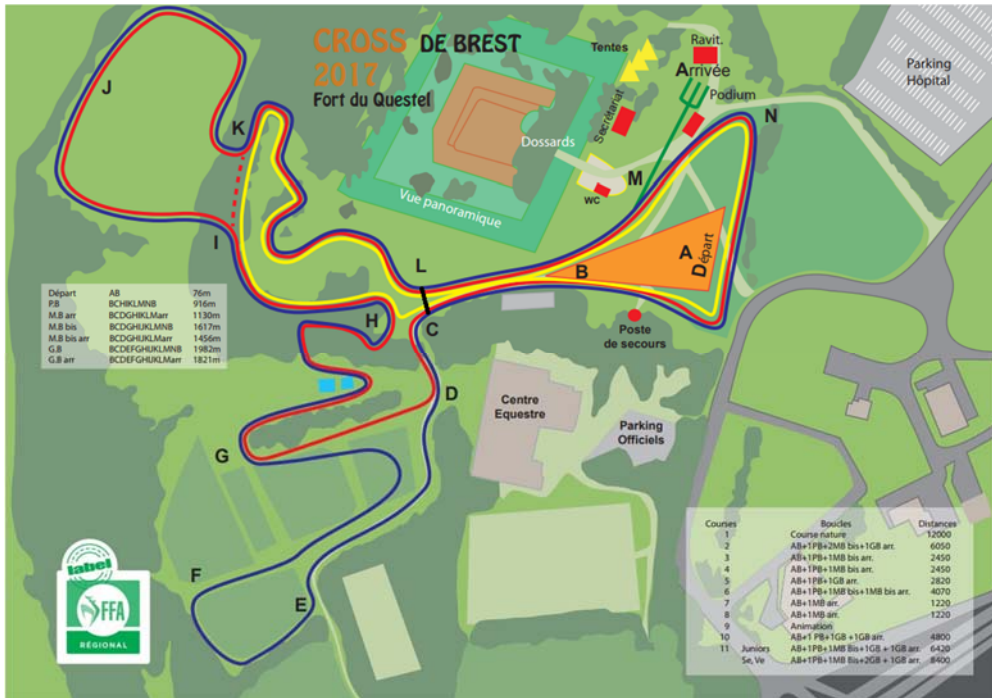 CROSS DE BREST
2017
Fort du Questel
Tentes
Ravit.
Arrivée
Podium
Secrétariat
Parking
Hôpital
Dossards
Vue panoramique
WC
M
N
J
K
I
L
A
Départ
B
H
C
D
G
F
E
Poste
de secours
Centre
Equestre
Parking
Officiels
Départ AB 76m
P.B BCHIKLMNB 916m
M.B arr BCDGHIKLMarr 1130m
M.B bis BCDGHIJKLMNB 1617m
M.B bis arr BCDGHIJKLMarr 1456m
G.B BCDEFGHIJKLMNB 1982m
G.B arr BCDEFGHIJKLMarr 1821m
label
FFA
RÉGIONAL
Courses Boucles Distances
1 Course nature 12000
2 AB+1PB+2MB bis+1GB arr. 6050
3 AB+1PB+1MB bis arr. 2450
4 AB+1PB+1MB bis arr. 2450
5 AB+1PB+1GB arr. 2820
6 AB+1PB+1MB bis+1MB bis arr. 4070
7 AB+1MB arr. 1220
8 AB+1MB arr. 1220
9 Animation
10 AB+1 PB+1GB +1GB arr. 4800
11 Juniors AB+1PB+1MB Bis+1GB + 1GB arr. 6420
Se, Ve AB+1PB+1MB Bis+2GB + 1GB arr. 8400